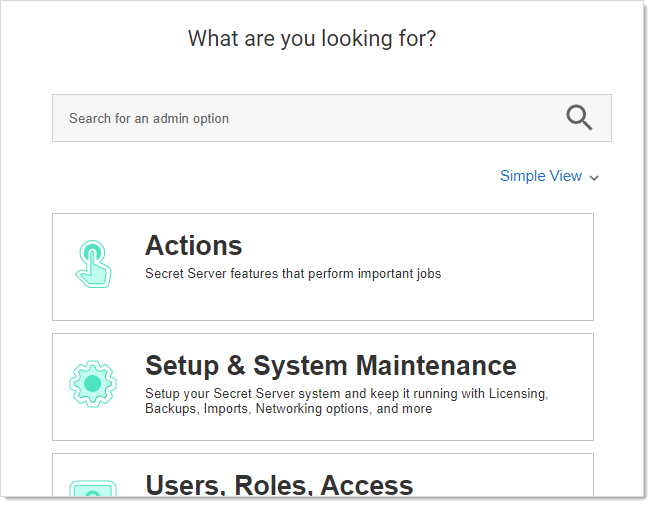 What are you looking for?
Search for an admin option
Simple View
Actions
Secret Server features that perform important jobs
Setup & System Maintenance
Setup your Secret Server system and keep it running with Licensing,
Backups, Imports, Networking options, and more
Users, Roles, Access